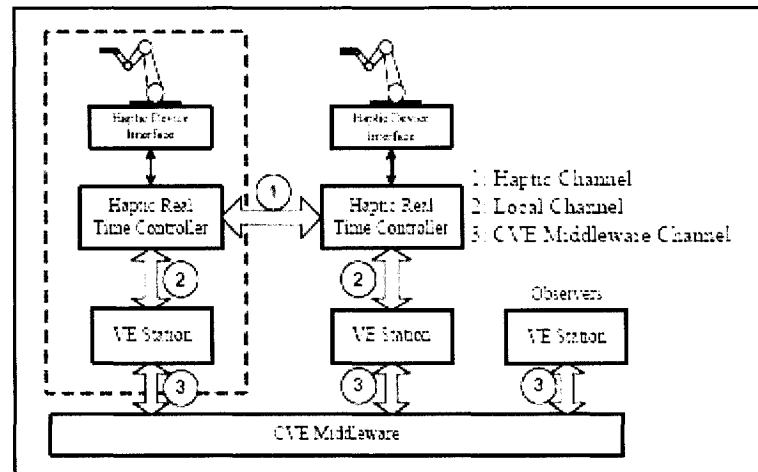 Haptic Device
Interface
Haptic Device
Interface
Haptic Real
Time Controller
1
Haptic Real
Time Controller
1: Haptic Channel
2: Local Channel
3: CVE Middleware Channel
2
2
Observers
VE Station
VE Station
VE Station
3
3
3
CVE Middleware